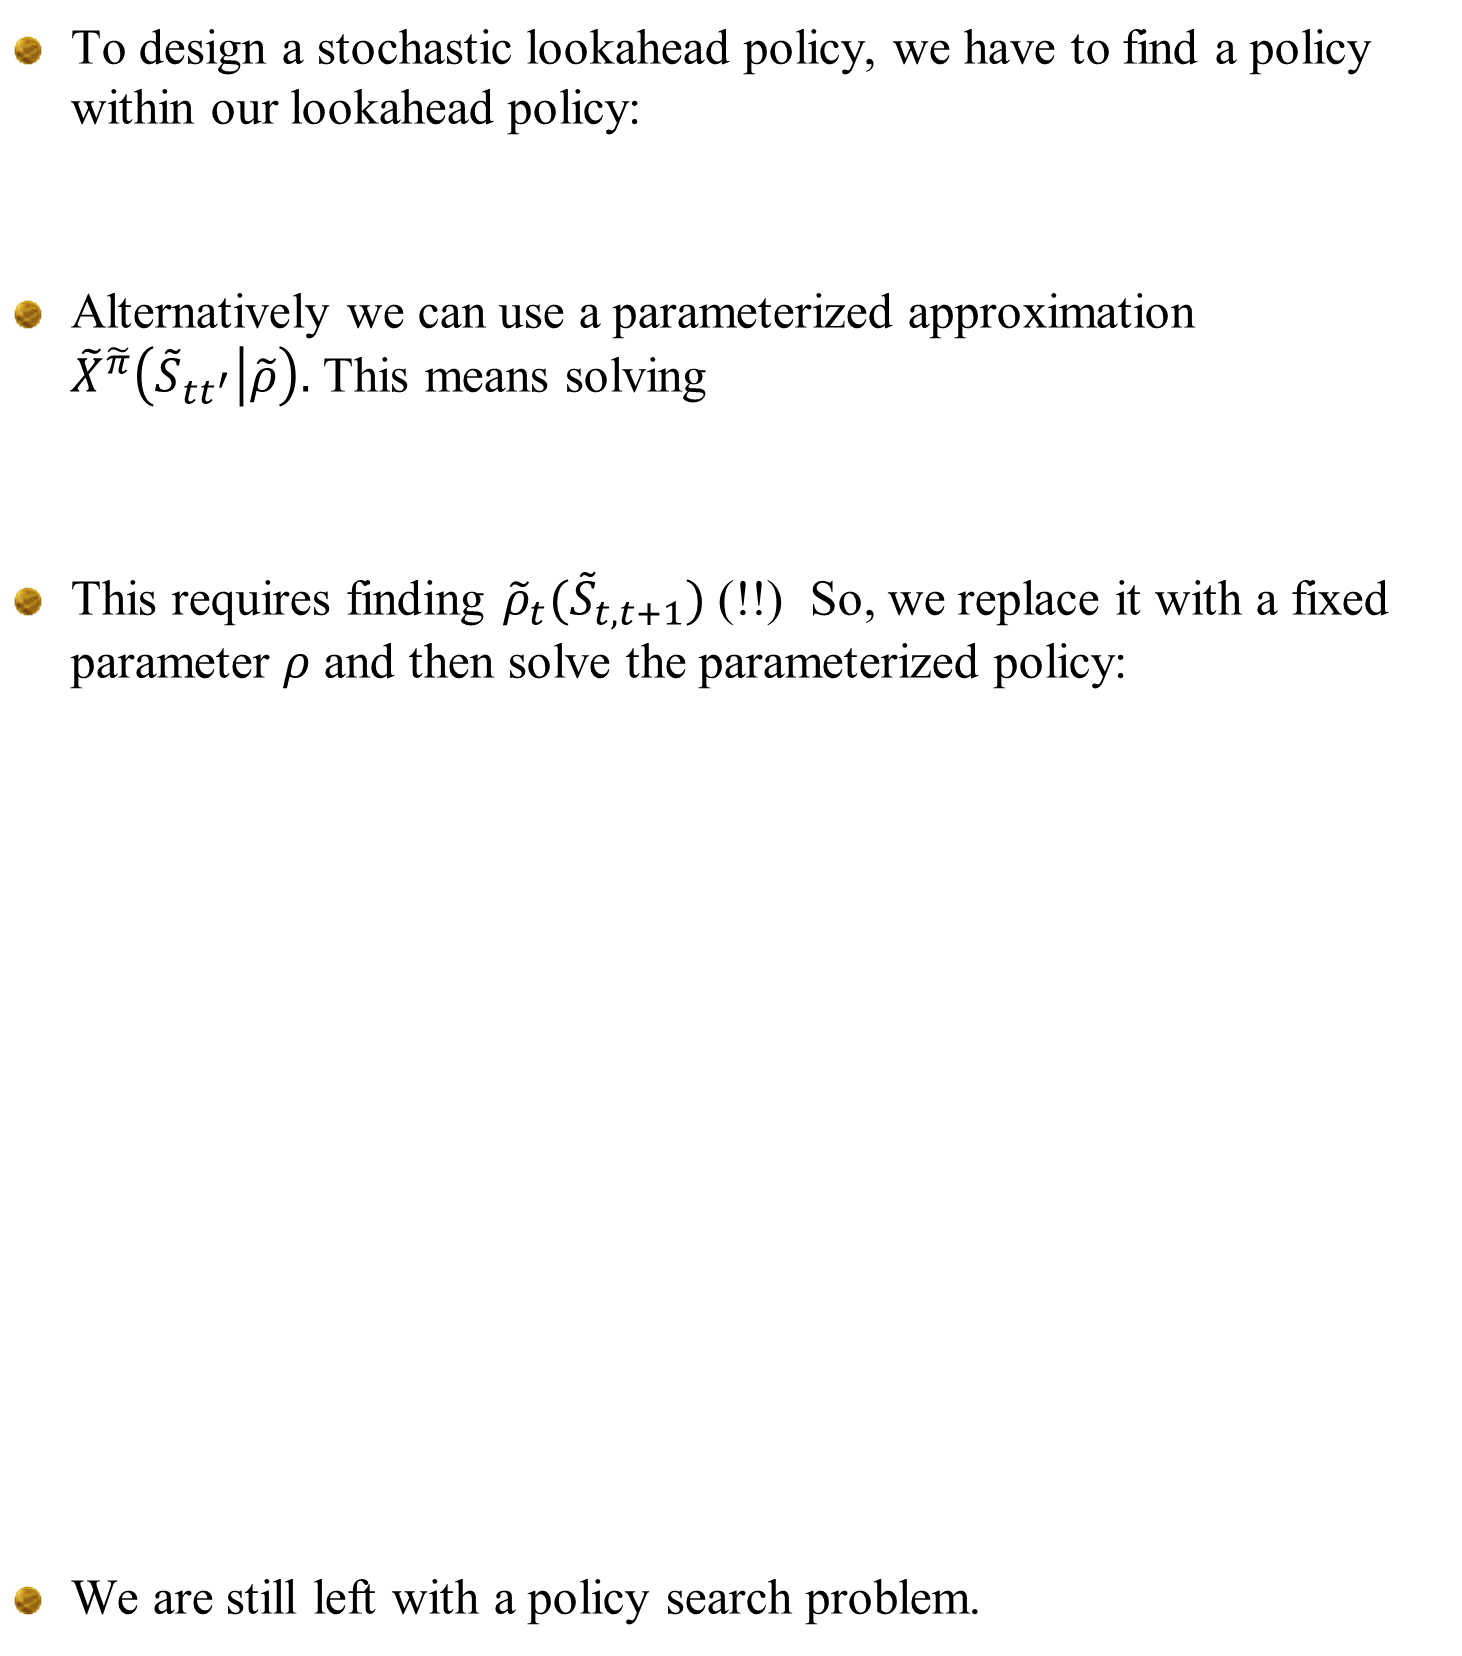 To design a stochastic lookahead policy, we have to find a policy
within our lookahead policy:
Alternatively we can use a parameterized approximation
X̃^π̃(S̃_tt′|ρ̃). This means solving
This requires finding ρ̃_t(S̃_t,t+1) (!!) So, we replace it with a fixed
parameter ρ and then solve the parameterized policy:
We are still left with a policy search problem.